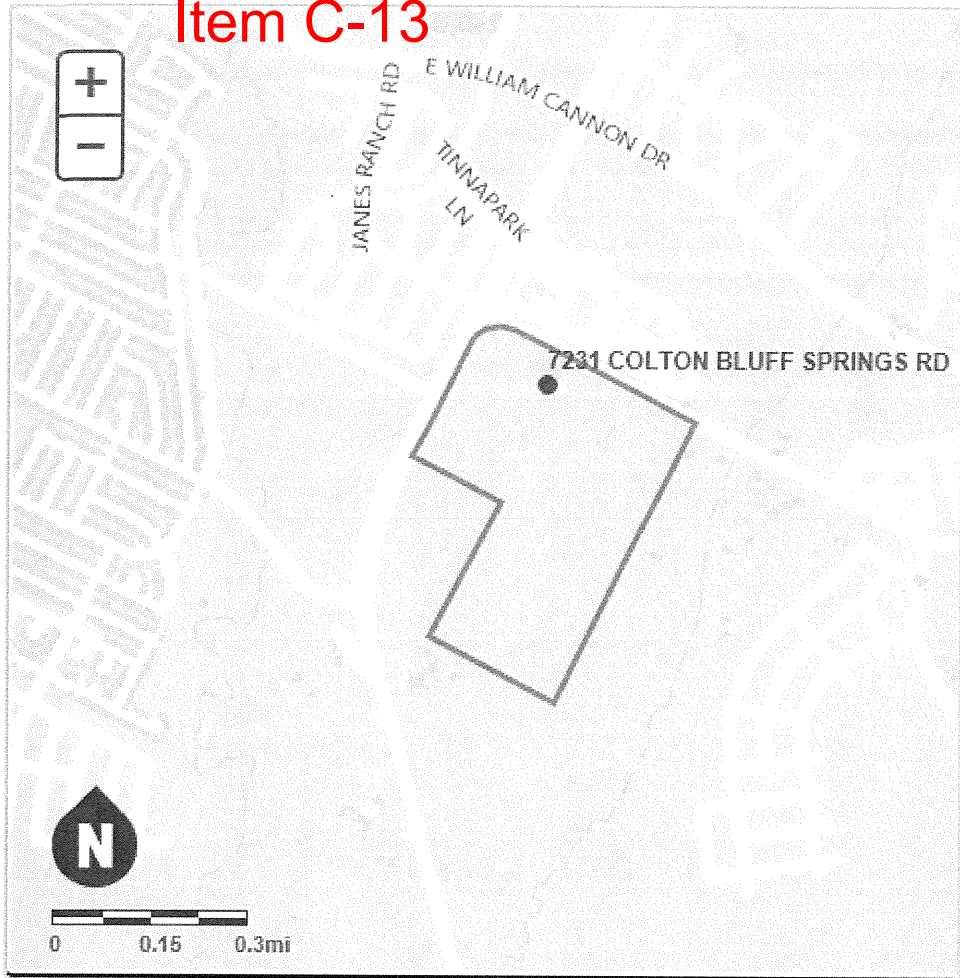 Item C-13
+
−
E WILLIAM CANNON DR
JANES RANCH RD
TINNAPARK
LN
7231 COLTON BLUFF SPRINGS RD
N
0 0.15 0.3mi